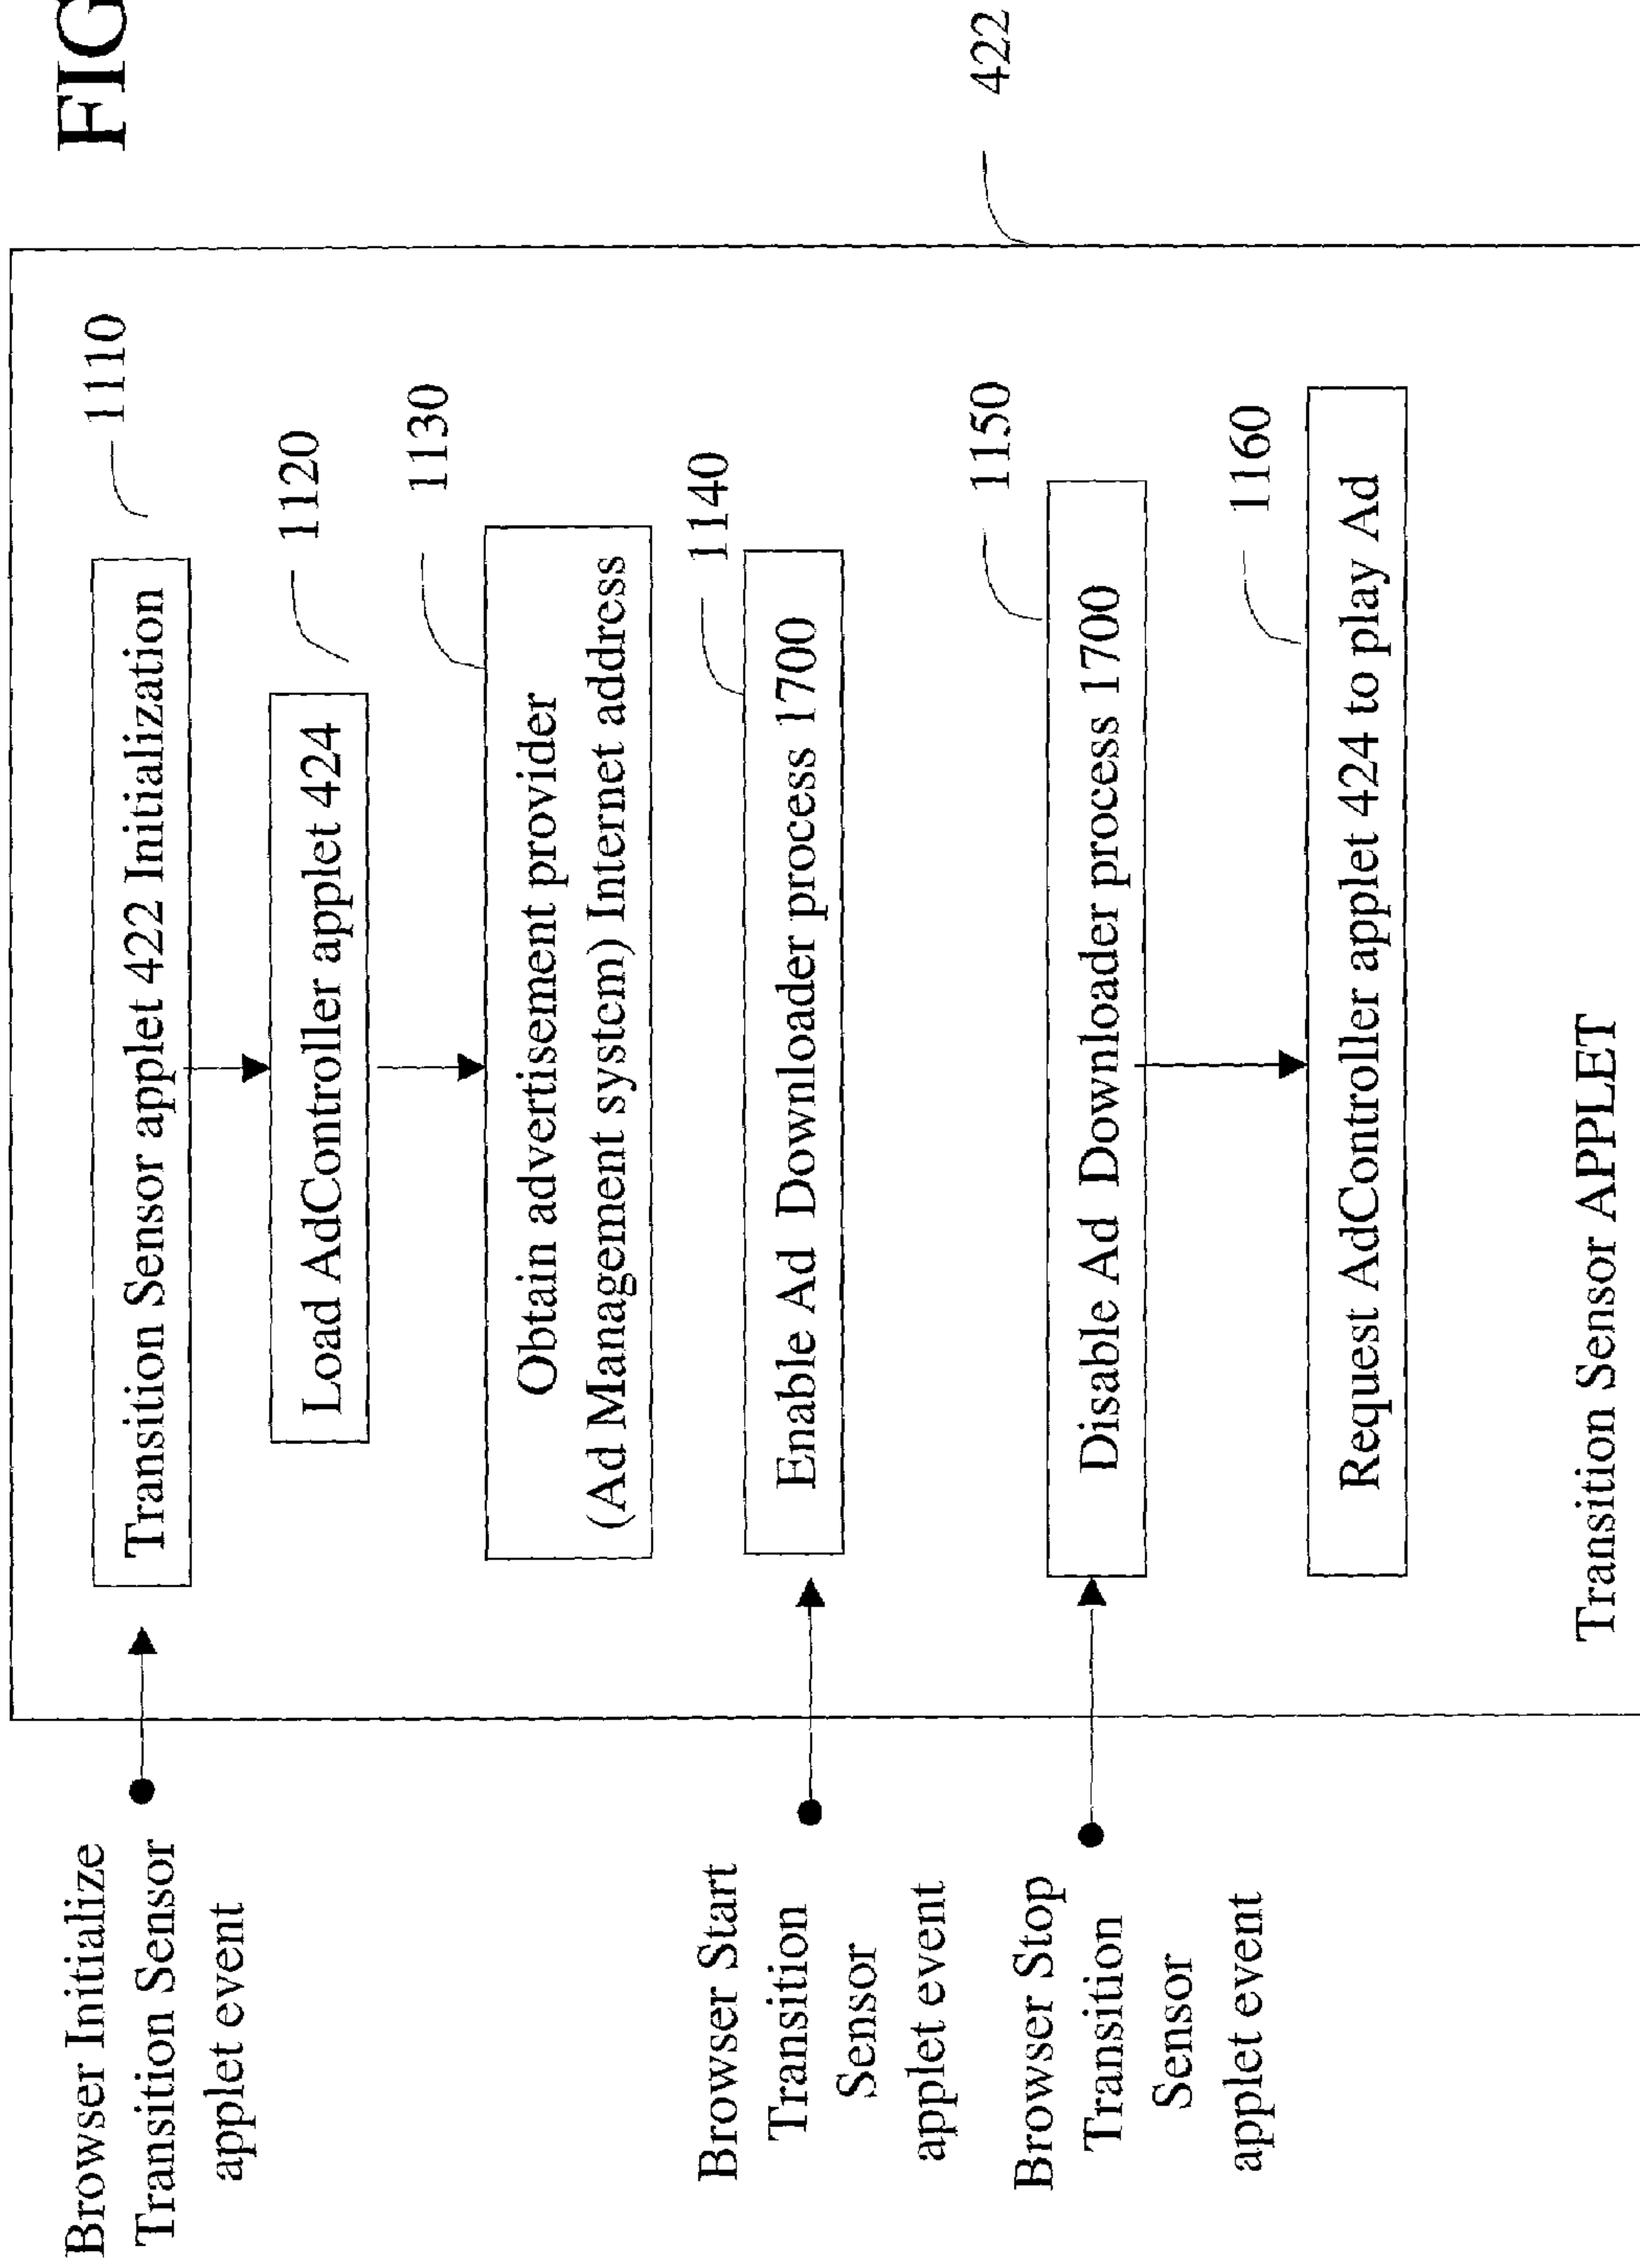 FIG
Browser Initialize
Transition Sensor
applet event
Transition Sensor applet 422 Initialization
1110
Load AdController applet 424
1120
Obtain advertisement provider
(Ad Management system) Internet address
1130
Browser Start
Transition
Sensor
applet event
Enable Ad Downloader process 1700
1140
Browser Stop
Transition
Sensor
applet event
Disable Ad Downloader process 1700
1150
422
Request AdController applet 424 to play Ad
1160
Transition Sensor APPLET